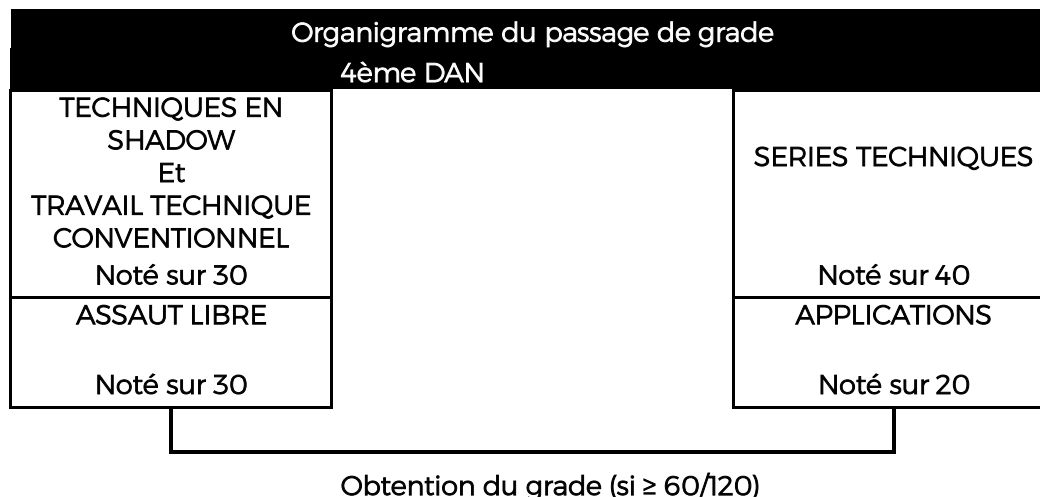 Organigramme du passage de grade
4ème DAN
TECHNIQUES EN
SHADOW
Et
TRAVAIL TECHNIQUE
CONVENTIONNEL
Noté sur 30
SERIES TECHNIQUES
Noté sur 40
ASSAUT LIBRE
Noté sur 30
APPLICATIONS
Noté sur 20
Obtention du grade (si ≥ 60/120)